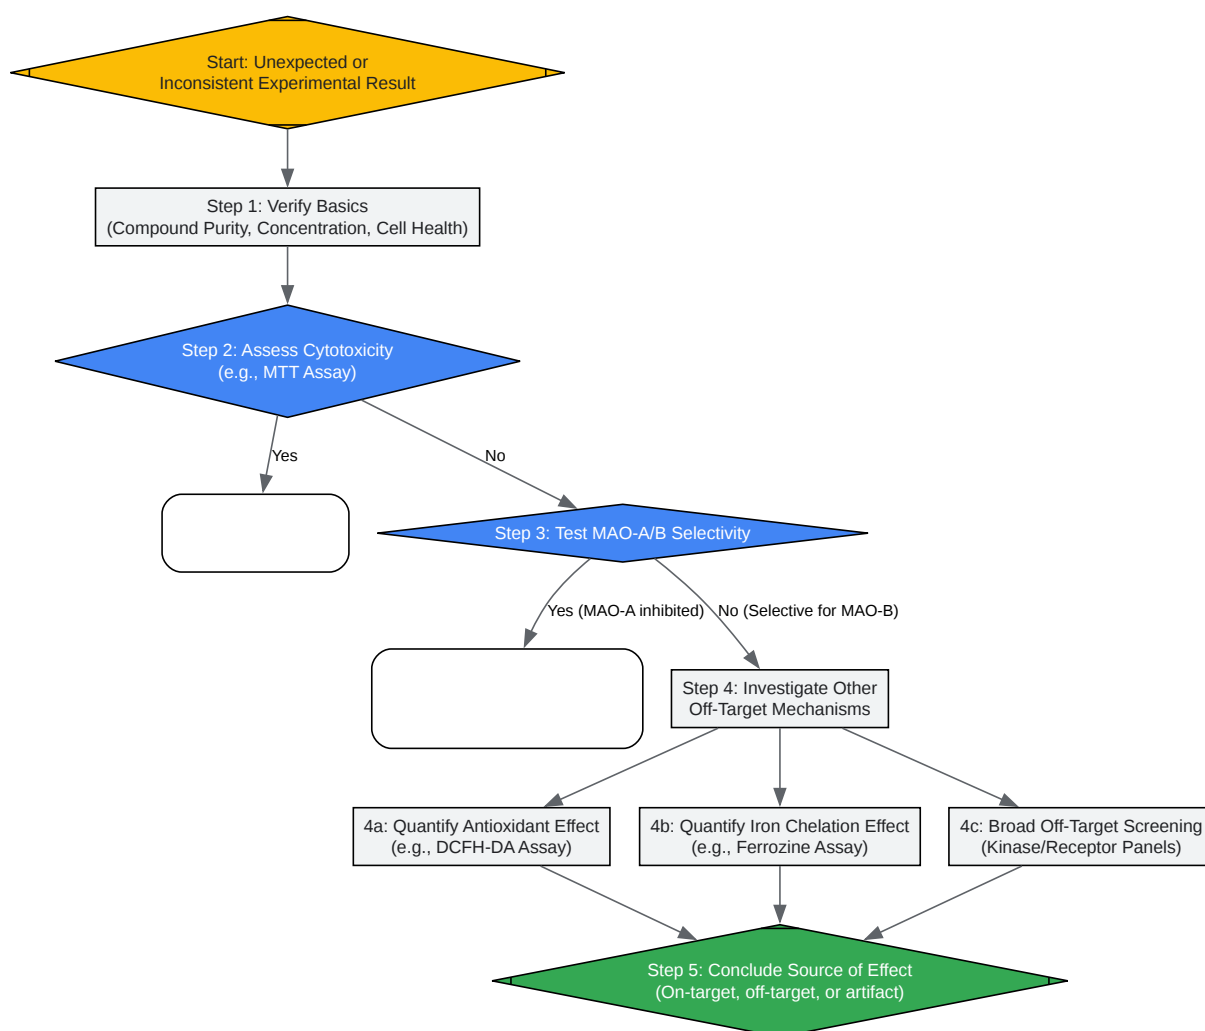 Start: Unexpected or
Inconsistent Experimental Result
Step 1: Verify Basics
(Compound Purity, Concentration, Cell Health)
Step 2: Assess Cytotoxicity
(e.g., MTT Assay)
Yes
No
Step 3: Test MAO-A/B Selectivity
Yes (MAO-A inhibited)
No (Selective for MAO-B)
Step 4: Investigate Other
Off-Target Mechanisms
4a: Quantify Antioxidant Effect
(e.g., DCFH-DA Assay)
4b: Quantify Iron Chelation Effect
(e.g., Ferrozine Assay)
4c: Broad Off-Target Screening
(Kinase/Receptor Panels)
Step 5: Conclude Source of Effect
(On-target, off-target, or artifact)